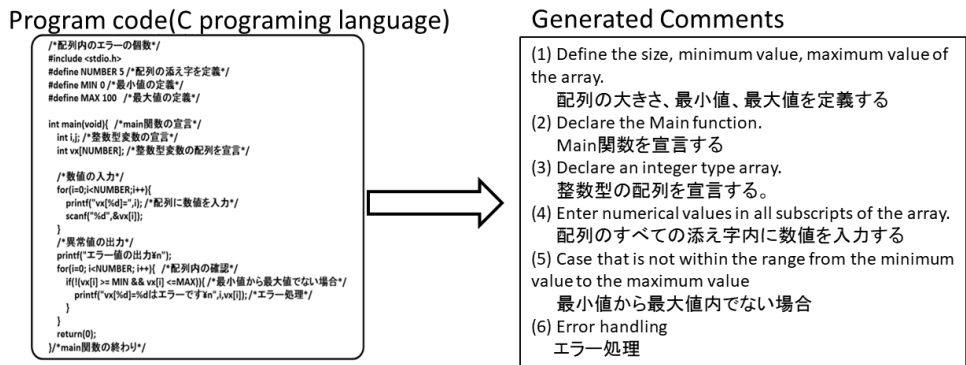 Program code(C programing language)
/*配列内のエラーの個数*/
#include <stdio.h>
#define NUMBER 5 /*配列の添え字を定義*/
#define MIN 0 /*最小値の定義*/
#define MAX 100 /*最大値の定義*/
int main(void){ /*main関数の宣言*/
int i,j; /*整数型変数の宣言*/
int vx[NUMBER]; /*整数型変数の配列を宣言*/
/*数値の入力*/
for(i=0;i<NUMBER;i++){
printf("vx[%d]=",i); /*配列に数値を入力*/
scanf("%d",&vx[i]);
}
/*異常値の出力*/
printf("エラー値の出力¥n");
for(i=0; i<NUMBER; i++){ /*配列内の確認*/
if(!(vx[i] >= MIN && vx[i] <=MAX)){ /*最小値から最大値でない場合*/
printf("vx[%d]=%dはエラーです¥n",i,vx[i]); /*エラー処理*/
}
}
return(0);
}/*main関数の終わり*/
Generated Comments
(1) Define the size, minimum value, maximum value of
the array.
配列の大きさ、最小値、最大値を定義する
(2) Declare the Main function.
Main関数を宣言する
(3) Declare an integer type array.
整数型の配列を宣言する。
(4) Enter numerical values in all subscripts of the array.
配列のすべての添え字内に数値を入力する
(5) Case that is not within the range from the minimum
value to the maximum value
最小値から最大値内でない場合
(6) Error handling
エラー処理